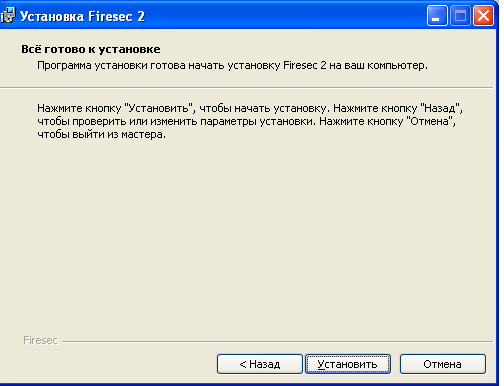 Установка Firesec 2
Всё готово к установке
Программа установки готова начать установку Firesec 2 на ваш компьютер.
Нажмите кнопку "Установить", чтобы начать установку. Нажмите кнопку "Назад",
чтобы проверить или изменить параметры установки. Нажмите кнопку "Отмена",
чтобы выйти из мастера.
Firesec
< Назад Установить Отмена